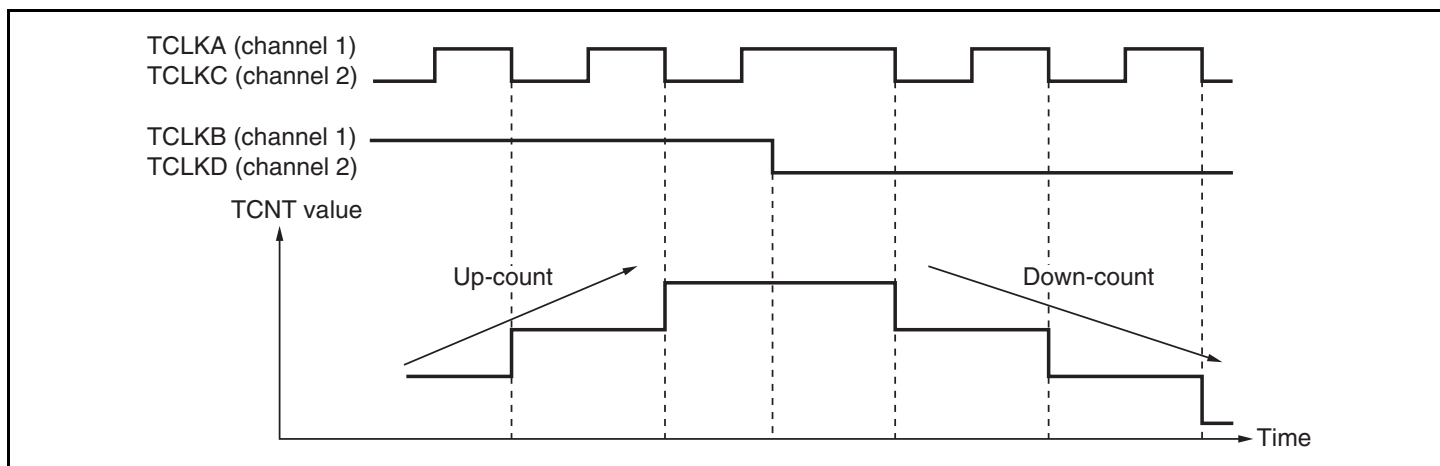 TCLKA (channel 1)
TCLKC (channel 2)
TCLKB (channel 1)
TCLKD (channel 2)
TCNT value
Up-count
Down-count
Time